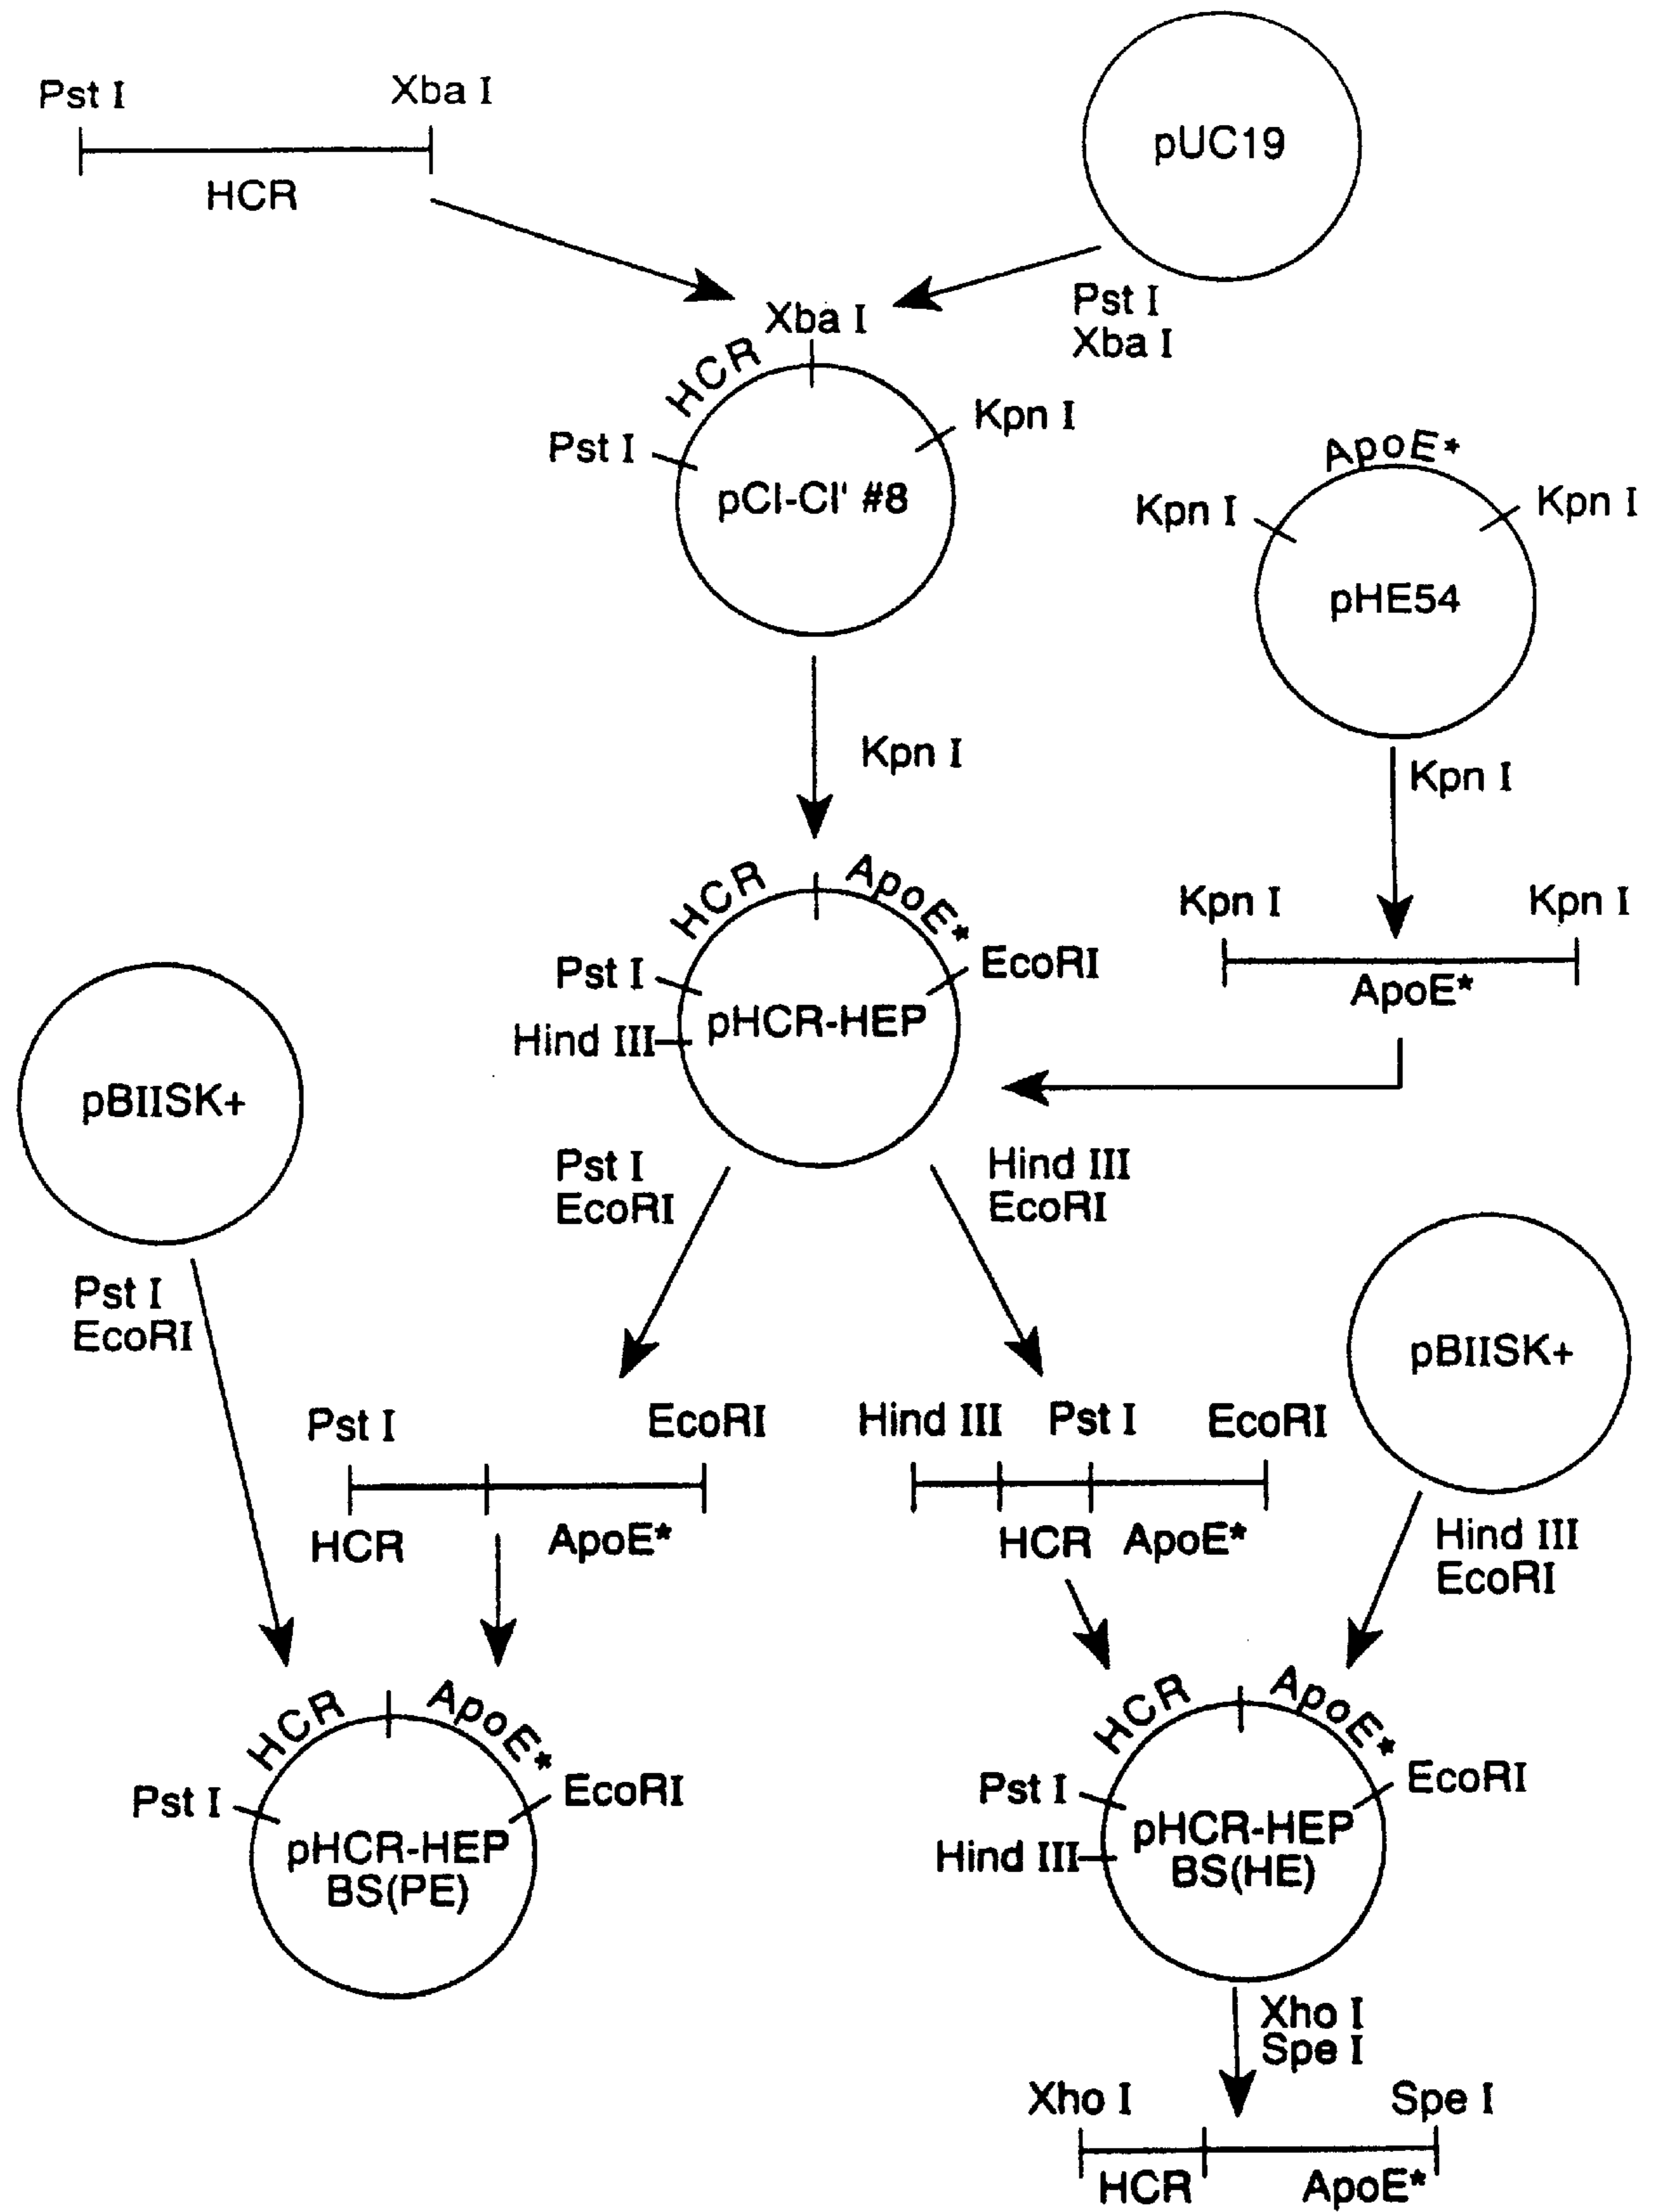 Pst I
Xba I
HCR
pUC19
Pst I
Xba I
Xba I
HCR
Pst I
Kpn I
pCI-CI' #8
ApoE*
Kpn I
Kpn I
pHE54
Kpn I
Kpn I
Kpn I
Kpn I
ApoE*
HCR
ApoE*
Pst I
EcoRI
Hind III
pHCR-HEP
pBIISK+
Pst I
EcoRI
Pst I
EcoRI
Hind III
EcoRI
pBIISK+
Hind III
EcoRI
Pst I
EcoRI
HCR
ApoE*
Hind III
Pst I
EcoRI
HCR
ApoE*
HCR
ApoE*
Pst I
EcoRI
pHCR-HEP
BS(PE)
HCR
ApoE*
Pst I
EcoRI
Hind III
pHCR-HEP
BS(HE)
Xho I
Spe I
Xho I
Spe I
HCR
ApoE*